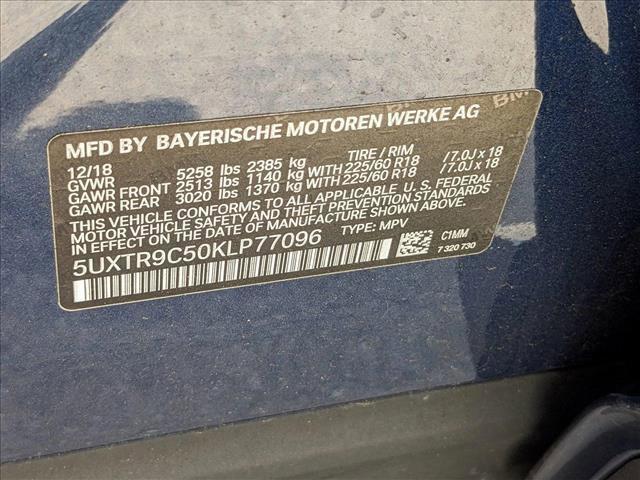 MFD BY BAYERISCHE MOTOREN WERKE AG
12/18 5258 lbs 2385 kg TIRE / RIM
GVWR
GAWR FRONT 2513 lbs 1140 kg WITH 225/60 R18 / 7.0J x 18
GAWR REAR 3020 lbs 1370 kg WITH 225/60 R18 / 7.0J x 18
THIS VEHICLE CONFORMS TO ALL APPLICABLE U. S. FEDERAL
MOTOR VEHICLE SAFETY AND THEFT PREVENTION STANDARDS
IN EFFECT ON THE DATE OF MANUFACTURE SHOWN ABOVE.
5UXTR9C50KLP77096 TYPE: MPV
C1MM
7 320 730